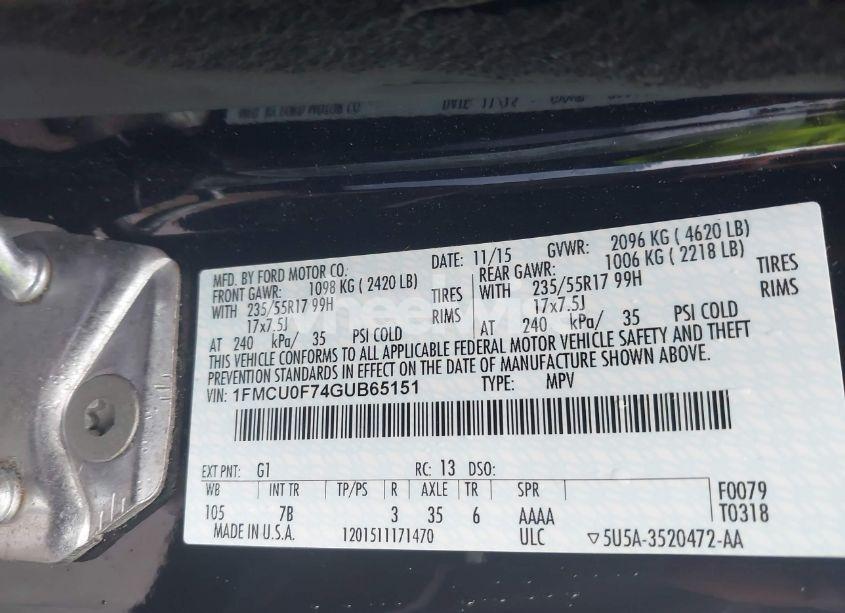 MFD. BY FORD MOTOR CO.
DATE: 11/15 GVWR: 2096 KG ( 4620 LB)
FRONT GAWR: 1098 KG ( 2420 LB) REAR GAWR: 1006 KG ( 2218 LB)
WITH 235/55R17 99H TIRES WITH 235/55R17 99H TIRES
17x7.5J RIMS 17x7.5J RIMS
AT 240 kPa/ 35 PSI COLD AT 240 kPa/ 35 PSI COLD
THIS VEHICLE CONFORMS TO ALL APPLICABLE FEDERAL MOTOR VEHICLE SAFETY AND THEFT
PREVENTION STANDARDS IN EFFECT ON THE DATE OF MANUFACTURE SHOWN ABOVE.
VIN: 1FMCU0F74GUB65151 TYPE: MPV
EXT PNT: G1 RC: 13 DSO:
WB INT TR TP/PS R AXLE TR SPR F0079
105 7B 3 35 6 AAAA T0318
MADE IN U.S.A. 1201511171470 ULC ▽5U5A-3520472-AA